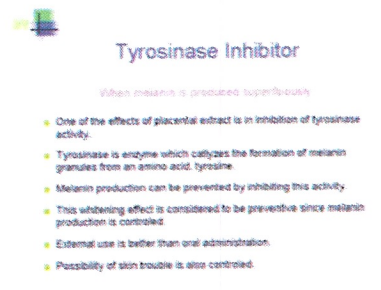 Tyrosinase Inhibitor
When melanin is produced superfluously
One of the effects of placental extract is in inhibition of tyrosinase
activity.
Tyrosinase is enzyme which catlyzes the formation of melanin
granules from an amino acid, tyrosine.
Melanin production can be prevented by inhibiting this activity.
This whitening effect is considered to be preventive since melanin
production is controlled.
External use is better than oral administration.
Possibility of skin trouble is also controled.